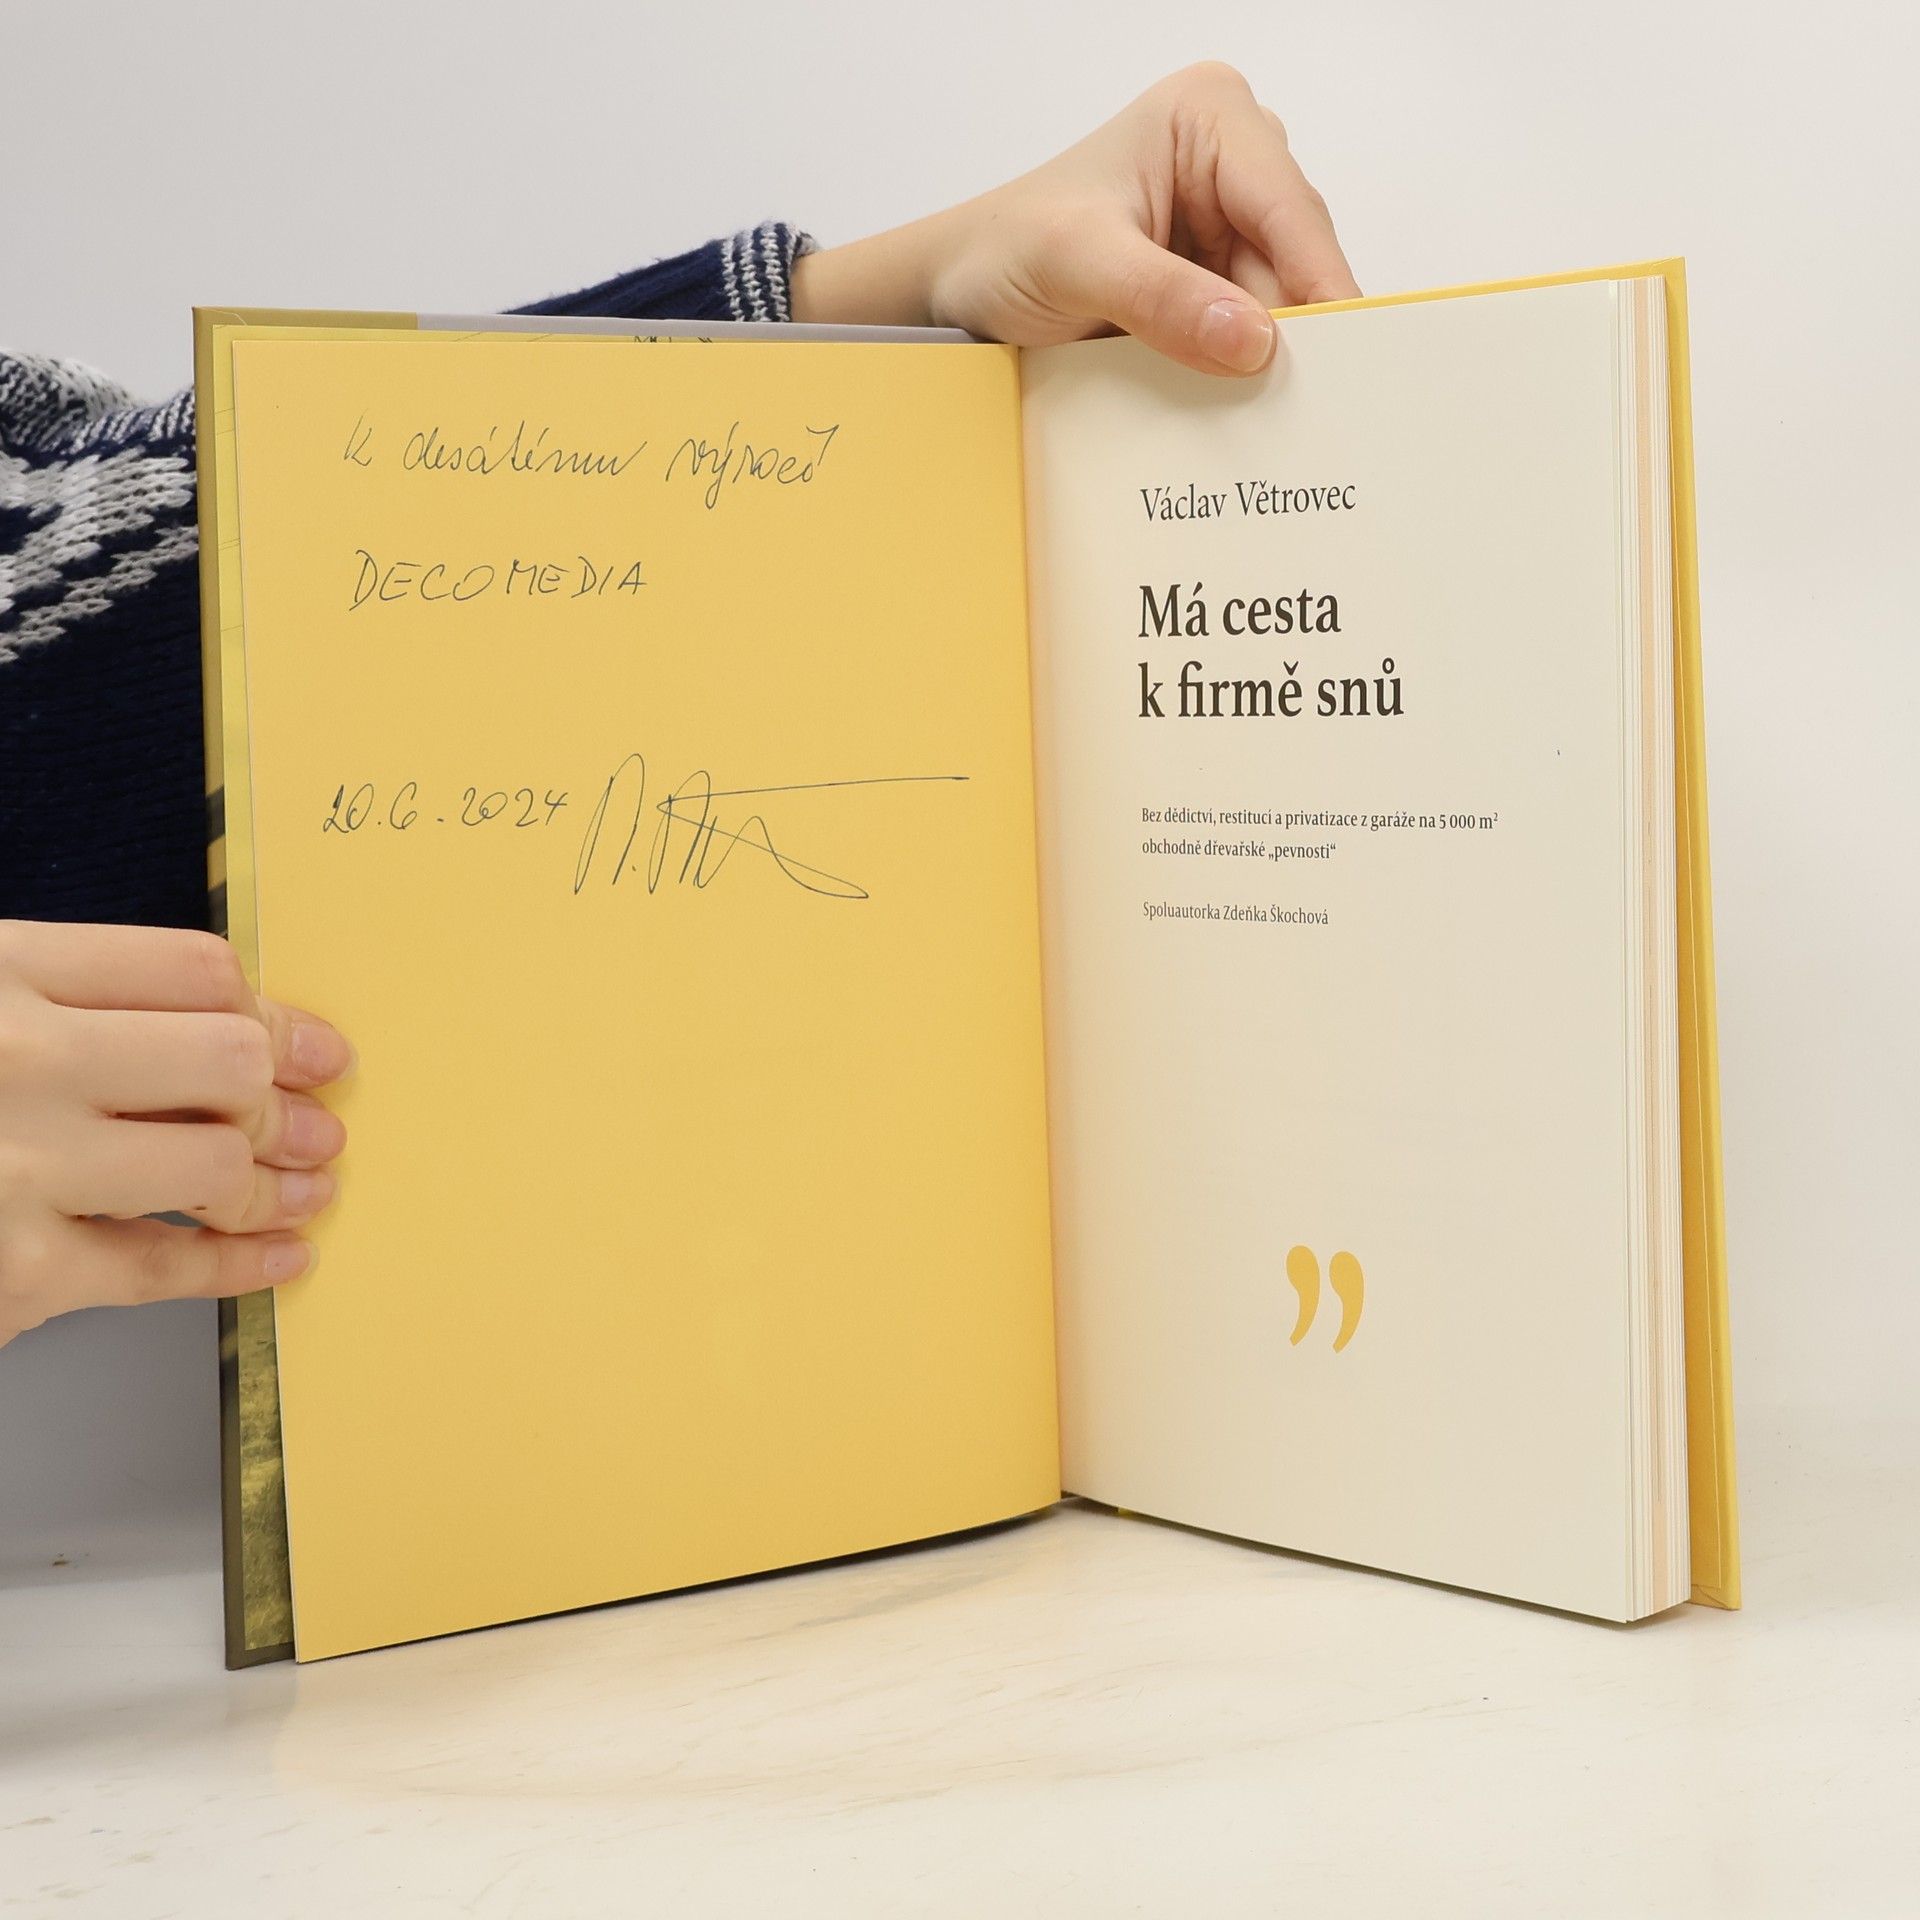 K desátému výročí
DECOMEDIA
20.6.2024
Václav Větrovec
Má cesta
k firmě snů
Bez dědictví, restitucí a privatizace z garáže na 5 000 m²
obchodně dřevařské „pevnosti“
Spoluautorka Zdeňka Škochová
”